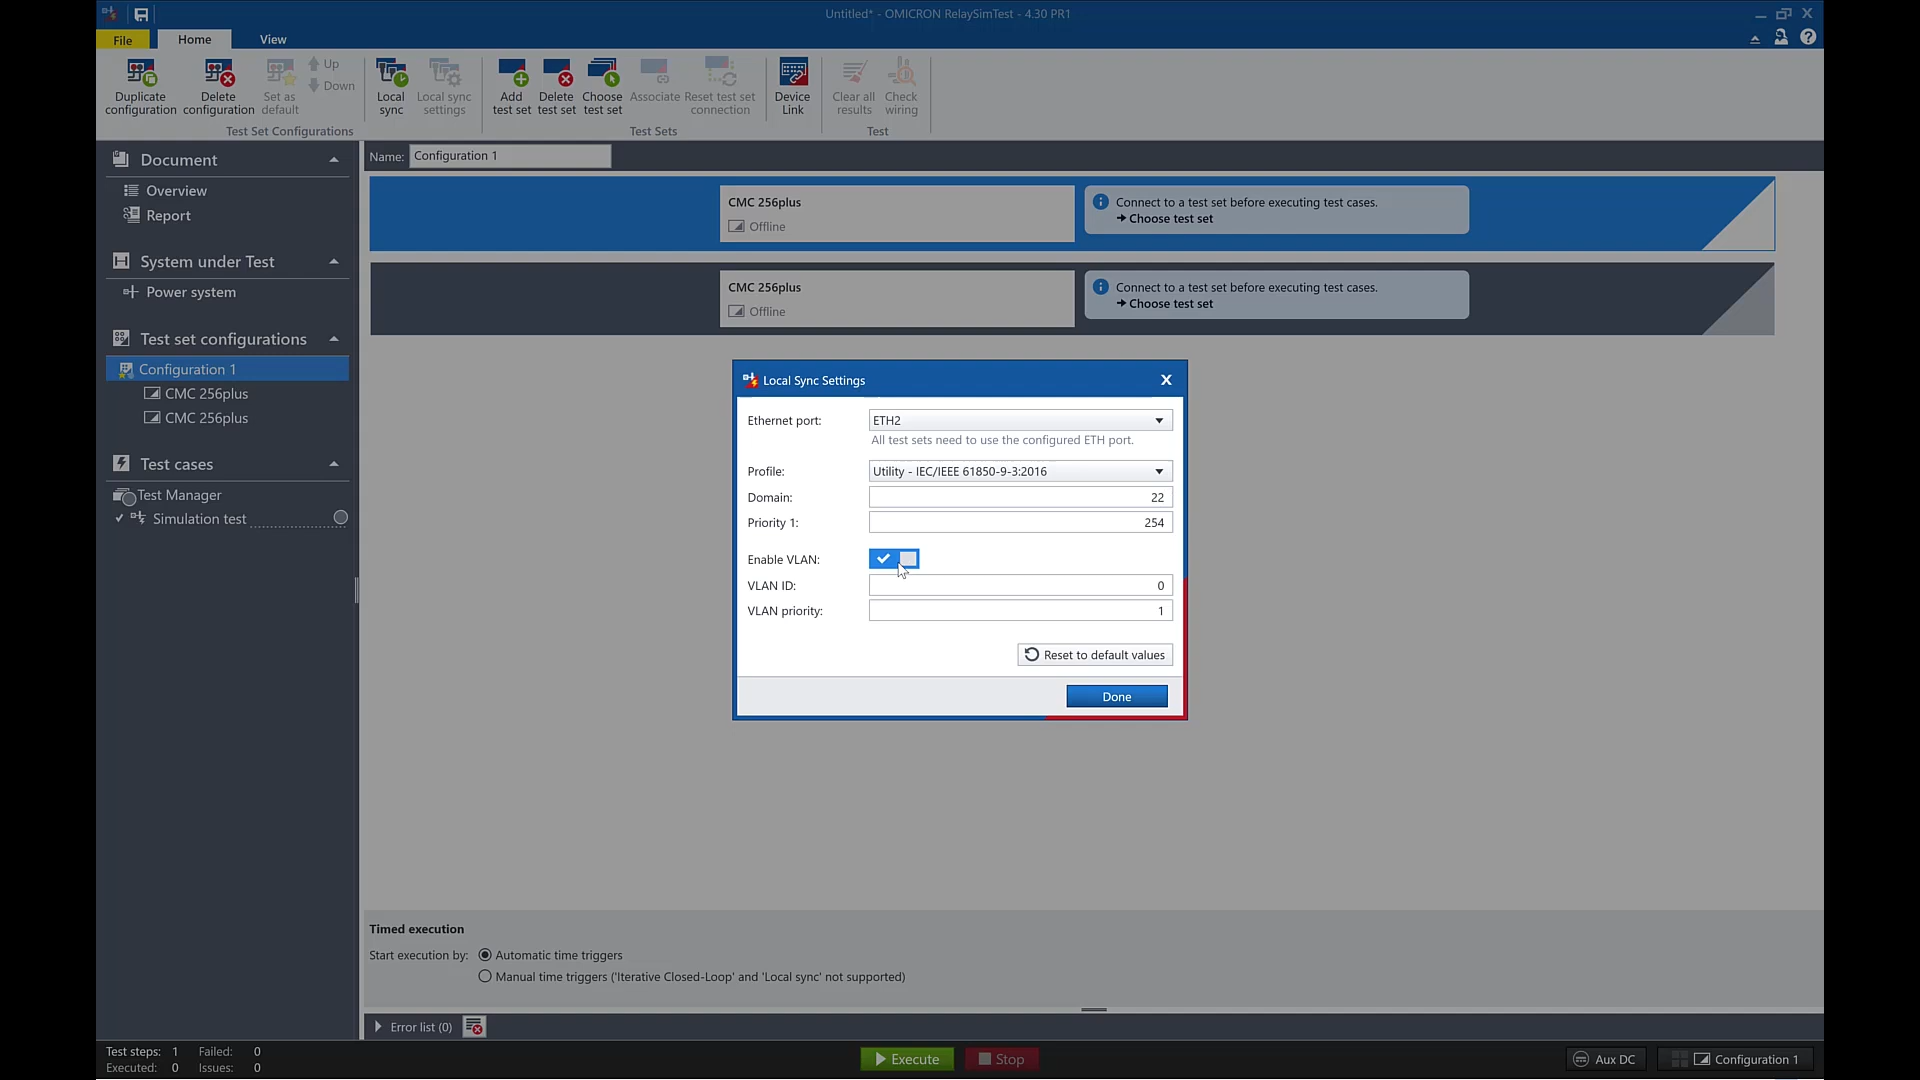 Untitled* - OMICRON RelaySimTest - 4.30 PR1
File
Home
View
Duplicate configuration
Delete configuration
Set as default
Up
Down
Local sync
Local sync settings
Add test set
Delete test set
Choose test set
Associate
Reset test set connection
Device Link
Clear all results
Check wiring
Test Set Configurations
Test Sets
Test
Document
Overview
Report
System under Test
Power system
Test set configurations
Configuration 1
CMC 256plus
CMC 256plus
Test cases
Test Manager
Simulation test
Name: Configuration 1
CMC 256plus
Offline
Connect to a test set before executing test cases.
Choose test set
CMC 256plus
Offline
Connect to a test set before executing test cases.
Choose test set
Local Sync Settings
Ethernet port: ETH2
All test sets need to use the configured ETH port.
Profile: Utility - IEC/IEEE 61850-9-3:2016
Domain: 22
Priority 1: 254
Enable VLAN:
VLAN ID: 0
VLAN priority: 1
Reset to default values
Done
Timed execution
Start execution by: Automatic time triggers
Manual time triggers ('Iterative Closed-Loop' and 'Local sync' not supported)
Error list (0)
Test steps: 1 Failed: 0
Executed: 0 Issues: 0
Execute
Stop
Aux DC
Configuration 1